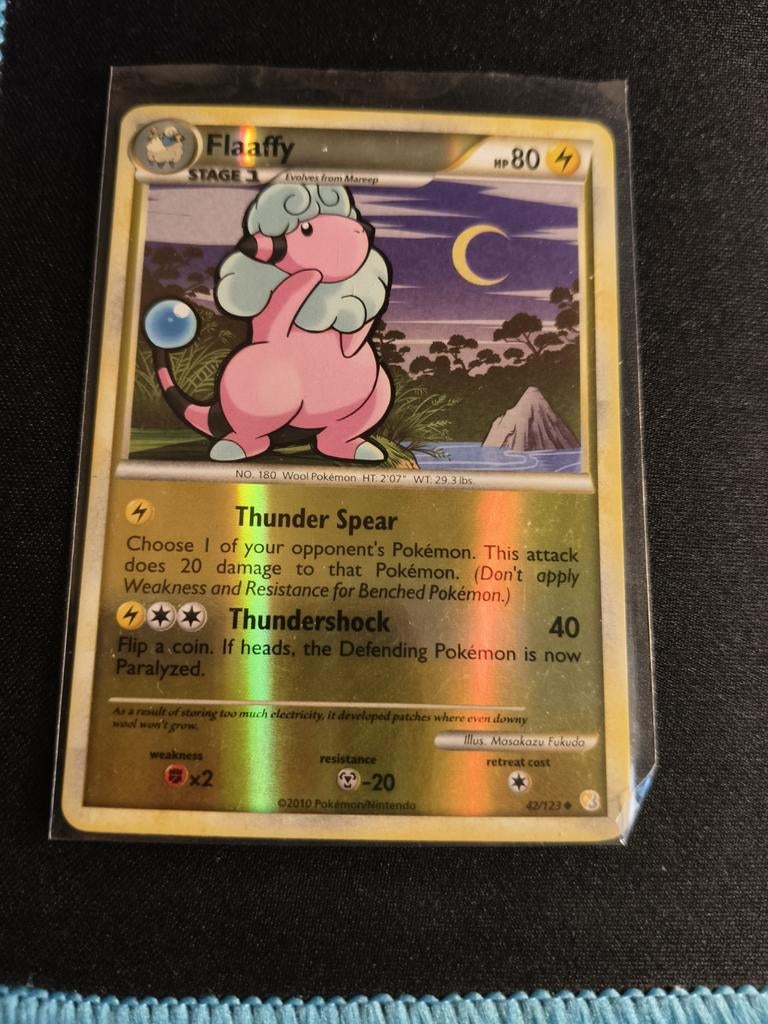 Flaaffy HP 80
STAGE 1 Evolves from Mareep
NO. 180 Wool Pokémon HT: 2'07" WT: 29.3 lbs.
Thunder Spear
Choose 1 of your opponent's Pokémon. This attack
does 20 damage to that Pokémon. (Don't apply
Weakness and Resistance for Benched Pokémon.)
Thundershock 40
Flip a coin. If heads, the Defending Pokémon is now
Paralyzed.
As a result of storing too much electricity, it developed patches where even downy
wool won't grow.
Illus. Masakazu Fukuda
weakness resistance retreat cost
×2 -20
©2010 Pokémon/Nintendo 42/123